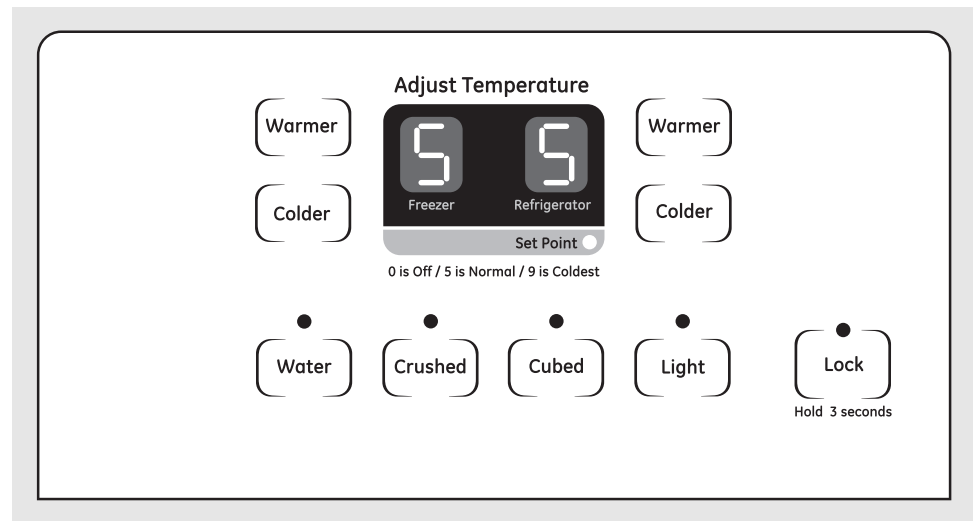 Adjust Temperature
Warmer
5 5
Warmer
Freezer Refrigerator
Colder
Colder
Set Point
0 is Off / 5 is Normal / 9 is Coldest
Water
Crushed
Cubed
Light
Lock
Hold 3 seconds